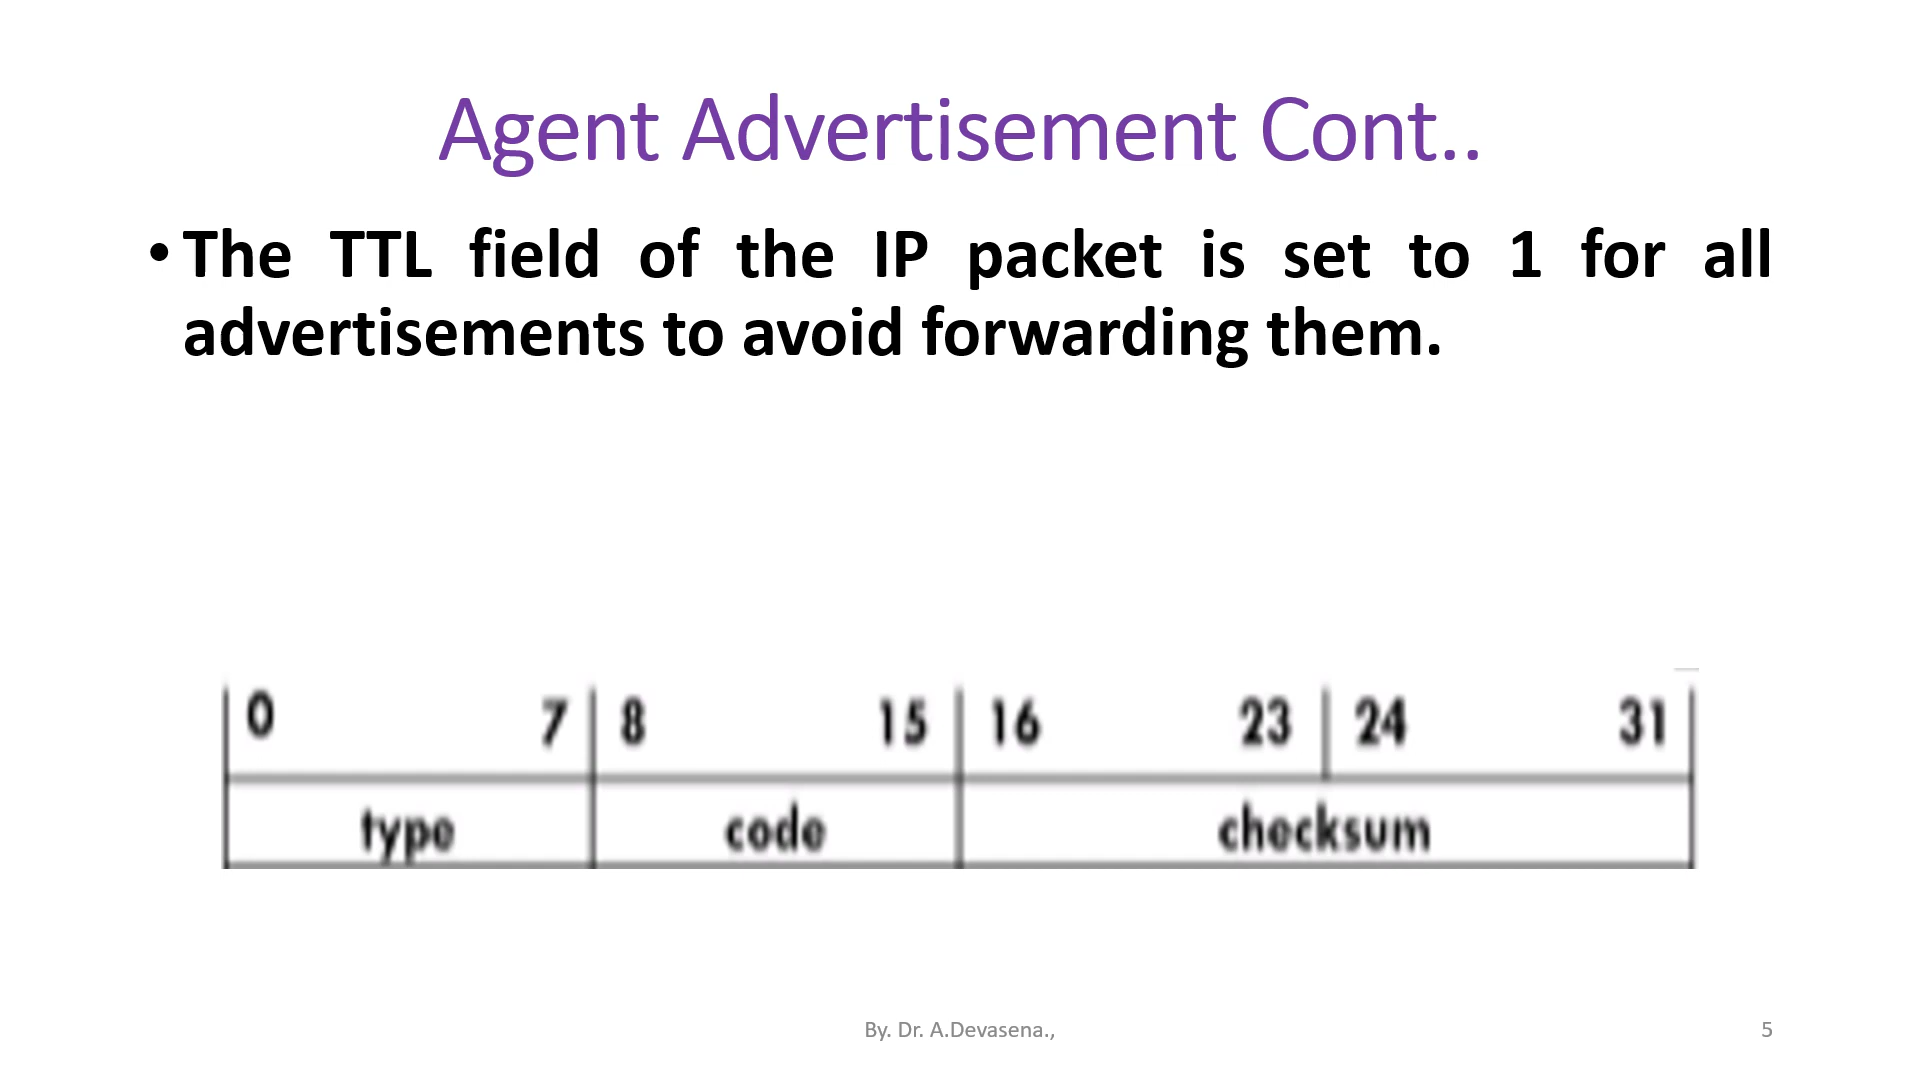 Agent Advertisement Cont..
• The TTL field of the IP packet is set to 1 for all
advertisements to avoid forwarding them.
0 7 8 15 16 23 24 31
type code checksum
By. Dr. A.Devasena., 5